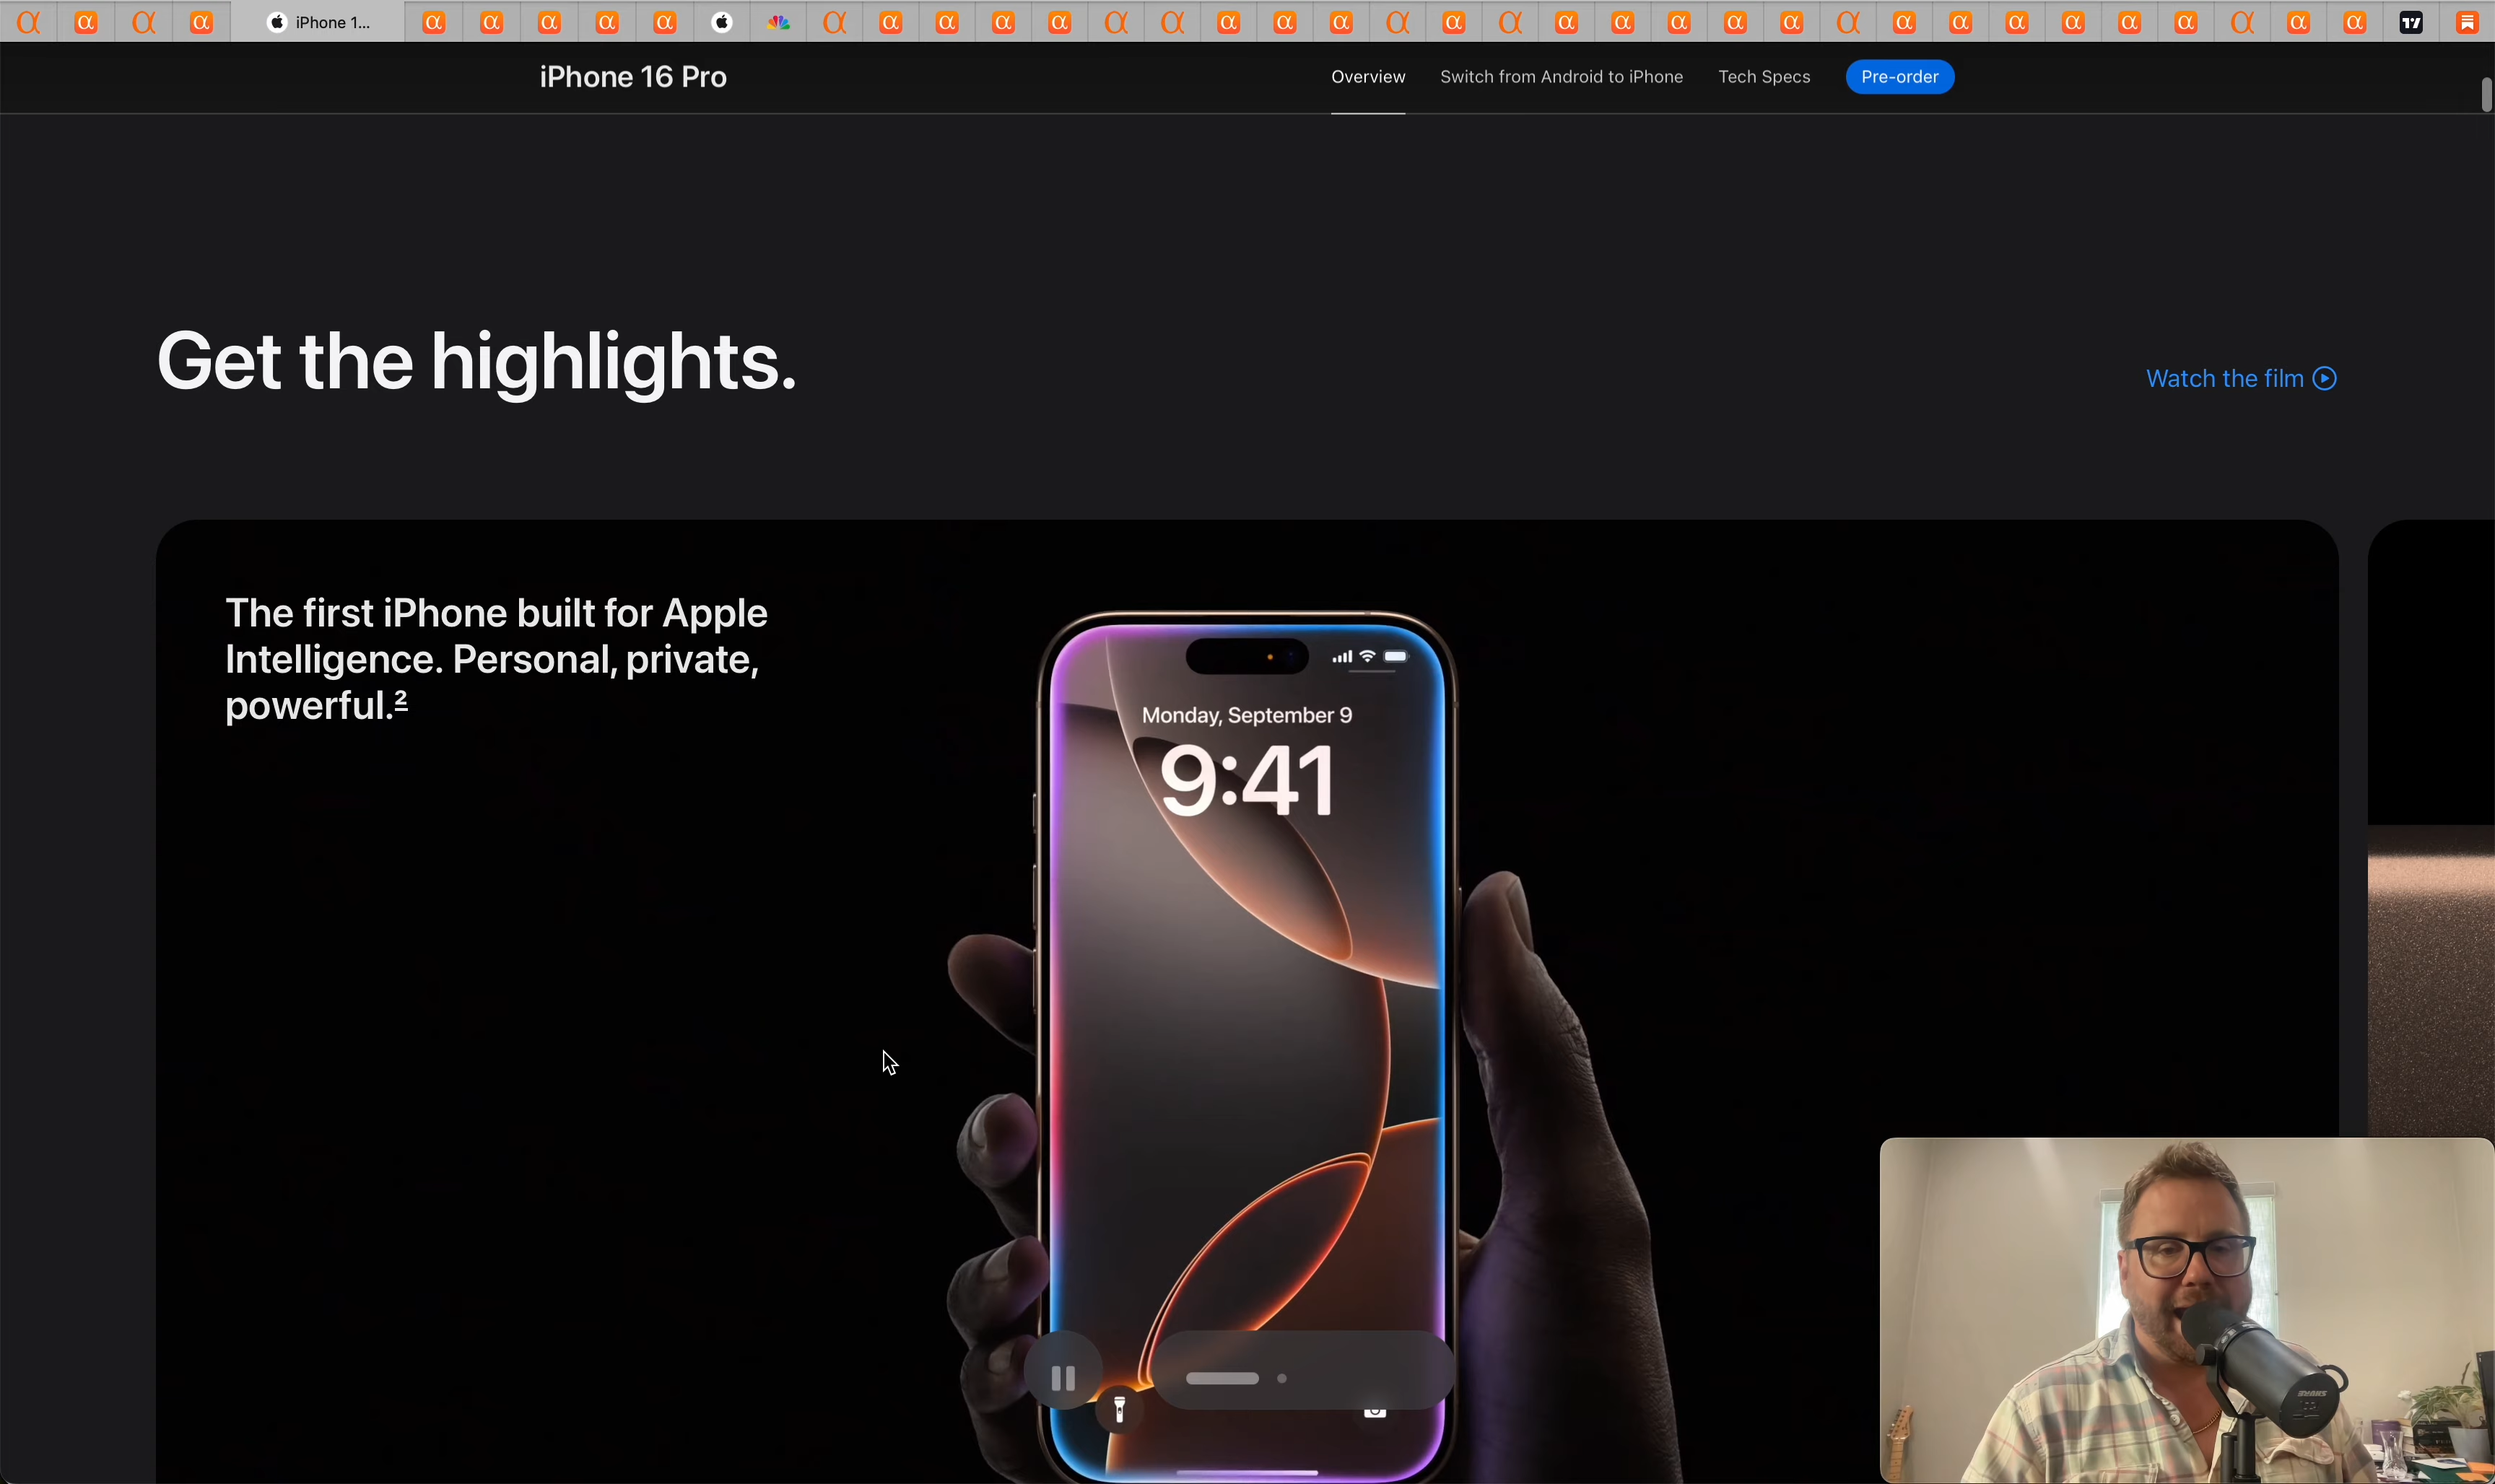 iPhone 1...
iPhone 16 Pro
Overview
Switch from Android to iPhone
Tech Specs
Pre-order
Get the highlights.
Watch the film
The first iPhone built for Apple
Intelligence. Personal, private,
powerful.²
Monday, September 9
9:41